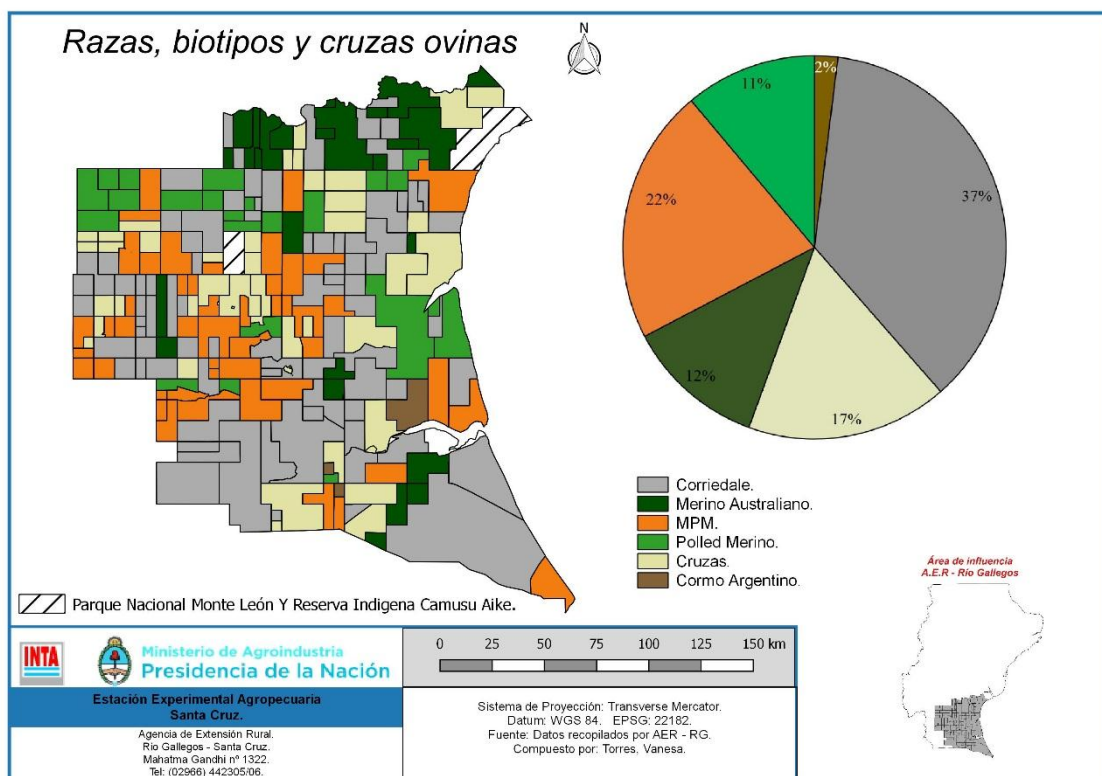 Razas, biotipos y cruzas ovinas
N
2%
11%
37%
22%
12%
17%
Corriedale.
Merino Australiano.
MPM.
Polled Merino.
Cruzas.
Cormo Argentino.
Parque Nacional Monte León Y Reserva Indigena Camusu Aike.
Área de influencia
A.E.R - Río Gallegos
INTA
Ministerio de Agroindustria
Presidencia de la Nación
Estación Experimental Agropecuaria
Santa Cruz.
Agencia de Extensión Rural.
Río Gallegos - Santa Cruz.
Mahatma Gandhi nº 1322.
Tel: (02966) 442305/06.
0 25 50 75 100 125 150 km
Sistema de Proyección: Transverse Mercator.
Datum: WGS 84. EPSG: 22182.
Fuente: Datos recopilados por AER - RG.
Compuesto por: Torres, Vanesa.